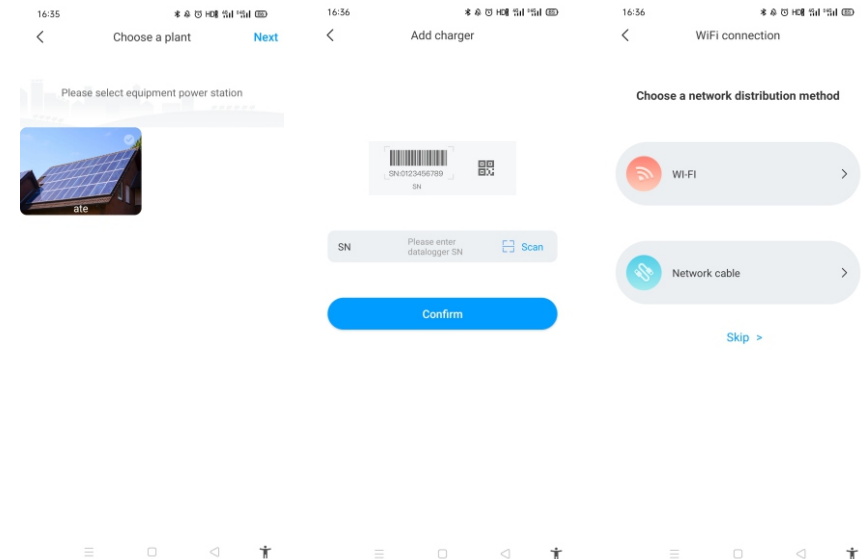 16:35
Choose a plant
Next
Please select equipment power station
ate
16:36
Add charger
SN:0123456789
SN
SN
Please enter
datalogger SN
Scan
Confirm
16:36
WiFi connection
Choose a network distribution method
WI-FI
Network cable
Skip >